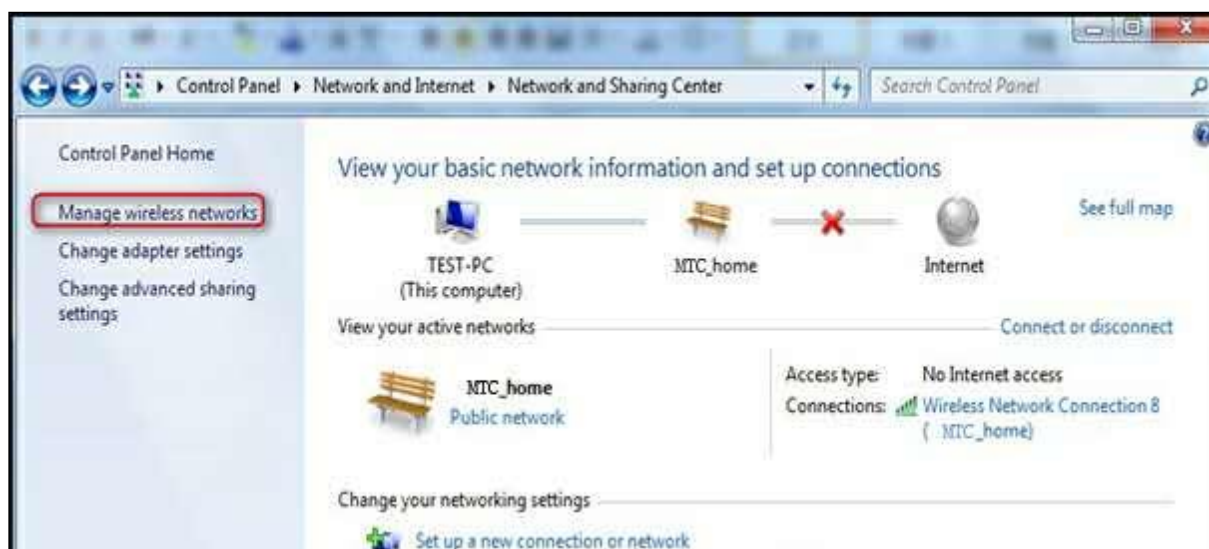 Control Panel ▸ Network and Internet ▸ Network and Sharing Center
Search Control Panel
Control Panel Home
Manage wireless networks
Change adapter settings
Change advanced sharing
settings
View your basic network information and set up connections
See full map
TEST-PC
(This computer)
MTC_home
Internet
View your active networks
Connect or disconnect
MTC_home
Public network
Access type: No Internet access
Connections: Wireless Network Connection 8
( MTC_home)
Change your networking settings
Set up a new connection or network